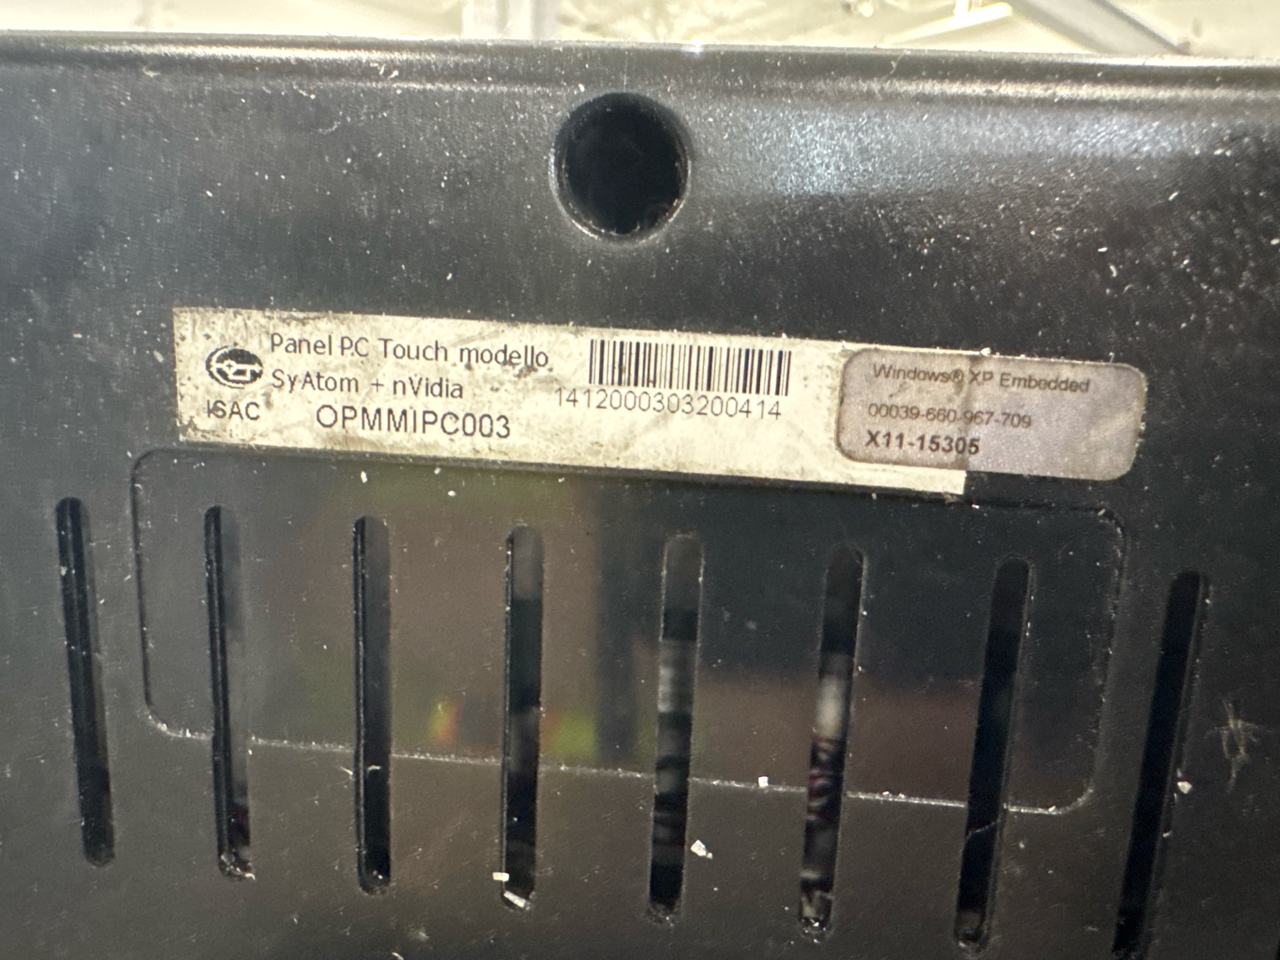 Panel PC Touch modello
SyAtom + nVidia
ISAC OPMMIPC003
1412000303200414
Windows® XP Embedded
00039-660-967-709
X11-15305